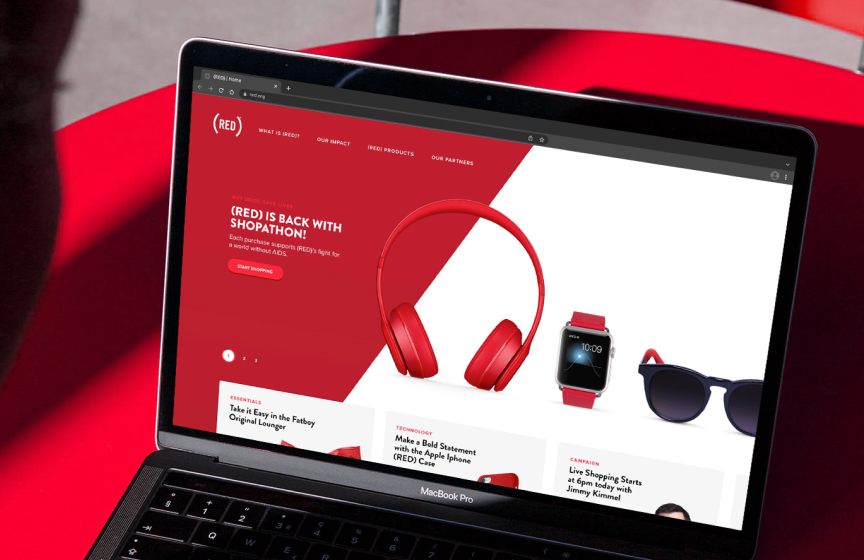 (RED) | Home
red.org
(RED)
WHAT IS (RED)?
OUR IMPACT
(RED) PRODUCTS
OUR PARTNERS
(RED) IS BACK WITH
SHOPATHON!
Each purchase supports (RED)'s fight for
a world without AIDS.
START SHOPPING
1 2 3
10:09
ESSENTIALS
Take it Easy in the Fatboy
Original Lounger
TECHNOLOGY
Make a Bold Statement
with the Apple Iphone
(RED) Case
CAMPAIGN
Live Shopping Starts
at 6pm today with
Jimmy Kimmel
MacBook Pro